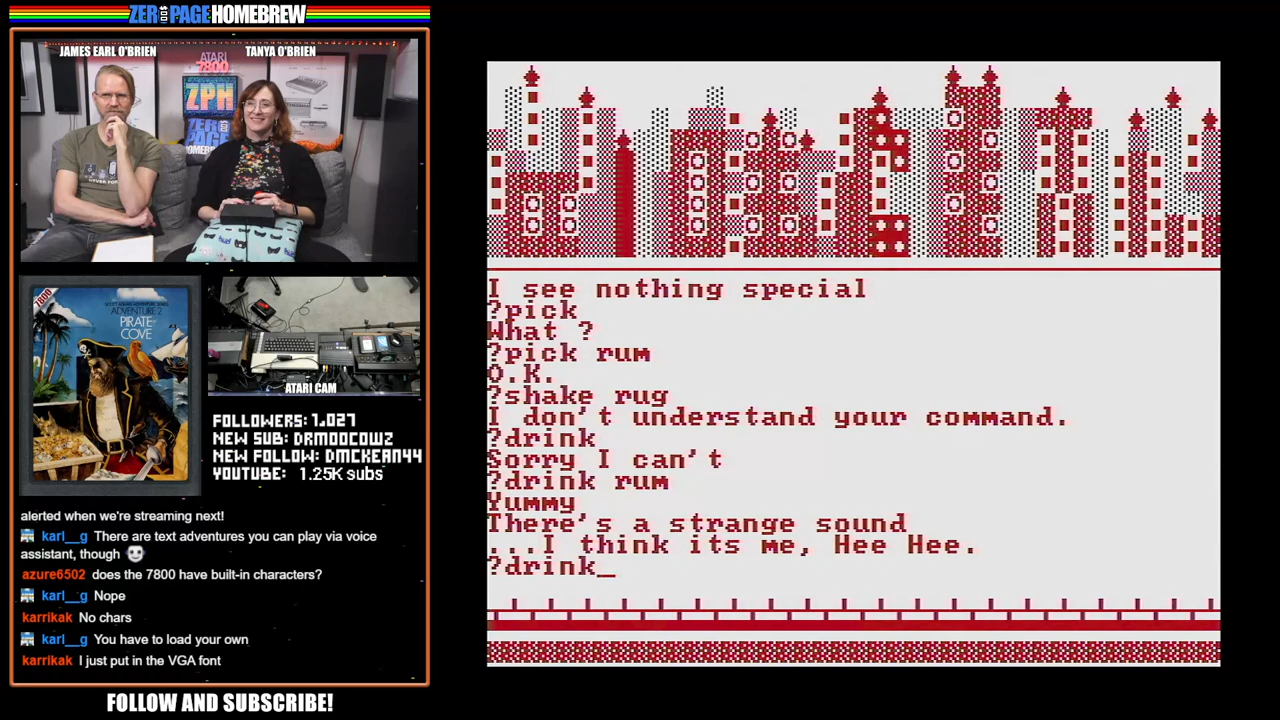 ZER PAGE HOMEBREW
JAMES EARL O'BRIEN
TANYA O'BRIEN
ATARI
7800
ZPH
ZERO
PAGE
HOMEBREW
7800
ADVENTURE 2
PIRATE
COVE
ATARI CAM
FOLLOWERS: 1,027
NEW SUB: DRMOOCOWZ
NEW FOLLOW: DMCKEAN44
YOUTUBE: 1.25K subs
alerted when we're streaming next!
karl__g There are text adventures you can play via voice
assistant, though
azure6502 does the 7800 have built-in characters?
karl__g Nope
karrikak No chars
karl__g You have to load your own
karrikak I just put in the VGA font
FOLLOW AND SUBSCRIBE!
I see nothing special
?pick
What ?
?pick rum
O.K.
?shake rug
I don't understand your command.
?drink
Sorry I can't
?drink rum
Yummy
There's a strange sound
...I think its me, Hee Hee.
?drink_